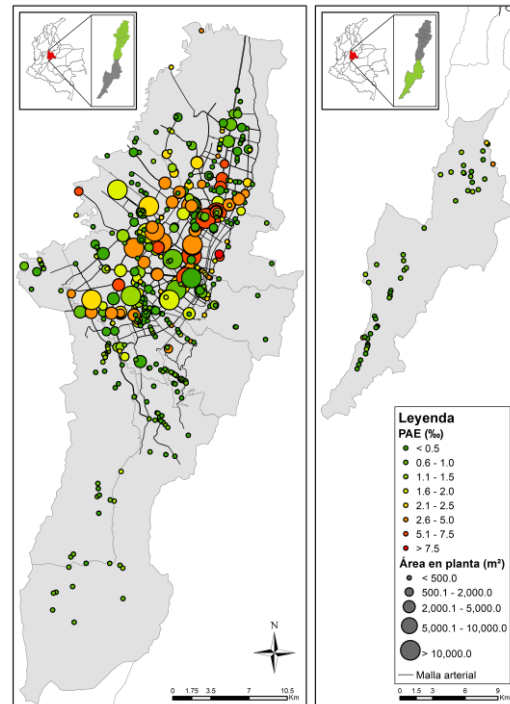 N
0 1.75 3.5 7 10.5
Km
Leyenda
PAE (‰)
< 0.5
0.6 - 1.0
1.1 - 1.5
1.6 - 2.0
2.1 - 2.5
2.6 - 5.0
5.1 - 7.5
> 7.5
Área en planta (m²)
< 500.0
500.1 - 2,000.0
2,000.1 - 5,000.0
5,000.1 - 10,000.0
> 10,000.0
Malla arterial
0 1.5 3 6 9
Km